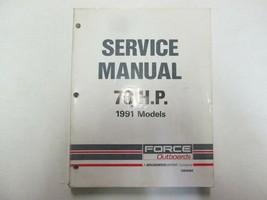 SERVICE
MANUAL
70 H.P.
1991 Models
FORCE
Outboards